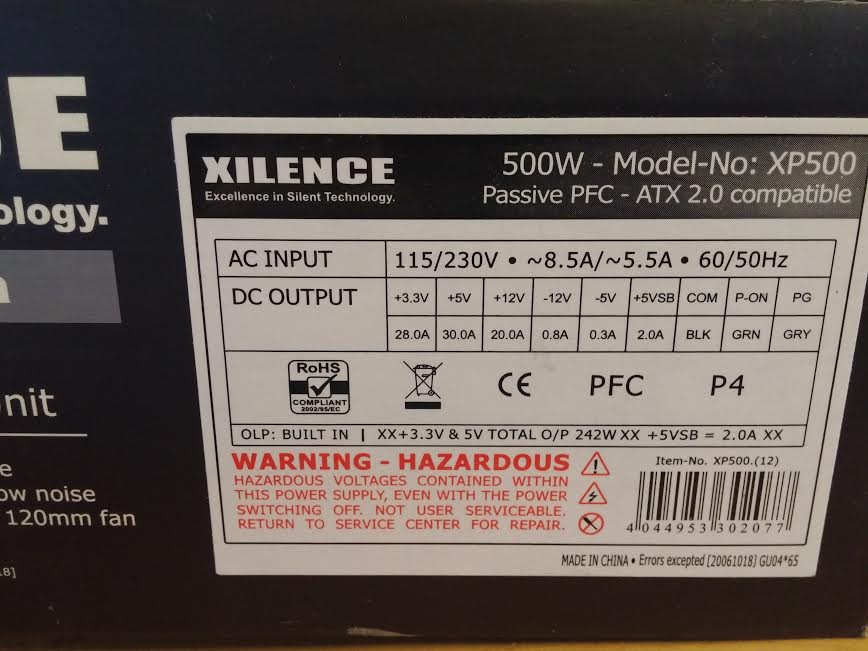 E
ology.
nit
e
ow noise
120mm fan
18]
XILENCE
Excellence in Silent Technology.
500W - Model-No: XP500
Passive PFC - ATX 2.0 compatible
AC INPUT 115/230V • ~8.5A/~5.5A • 60/50Hz
DC OUTPUT +3.3V +5V +12V -12V -5V +5VSB COM P-ON PG
28.0A 30.0A 20.0A 0.8A 0.3A 2.0A BLK GRN GRY
RoHS
COMPLIANT
2002/95/EC
CE PFC P4
OLP: BUILT IN | XX+3.3V & 5V TOTAL O/P 242W XX +5VSB = 2.0A XX
WARNING - HAZARDOUS
HAZARDOUS VOLTAGES CONTAINED WITHIN
THIS POWER SUPPLY, EVEN WITH THE POWER
SWITCHING OFF. NOT USER SERVICEABLE.
RETURN TO SERVICE CENTER FOR REPAIR.
Item-No. XP500.(12)
4 044953 302077
MADE IN CHINA • Errors excepted [20061018] GU04*65